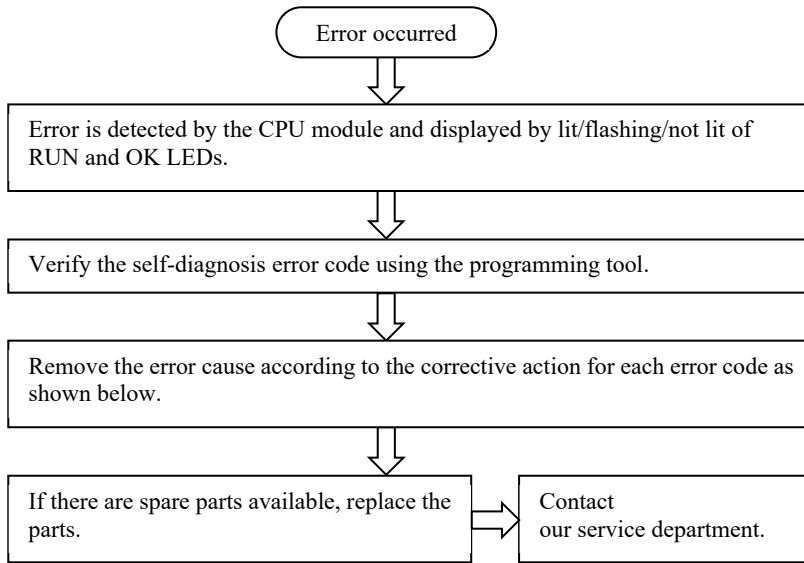 Error occurred
Error is detected by the CPU module and displayed by lit/flashing/not lit of
RUN and OK LEDs.
Verify the self-diagnosis error code using the programming tool.
Remove the error cause according to the corrective action for each error code as
shown below.
If there are spare parts available, replace the
parts.
Contact
our service department.